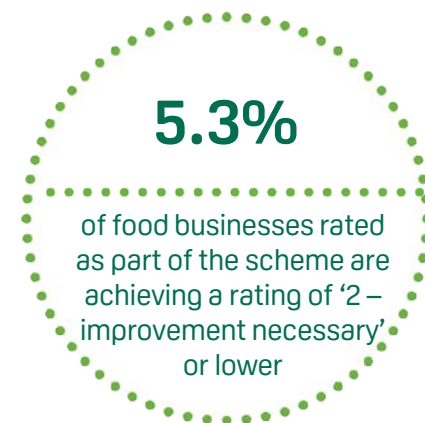 5.3%
of food businesses rated
as part of the scheme are
achieving a rating of ‘2 –
improvement necessary’
or lower